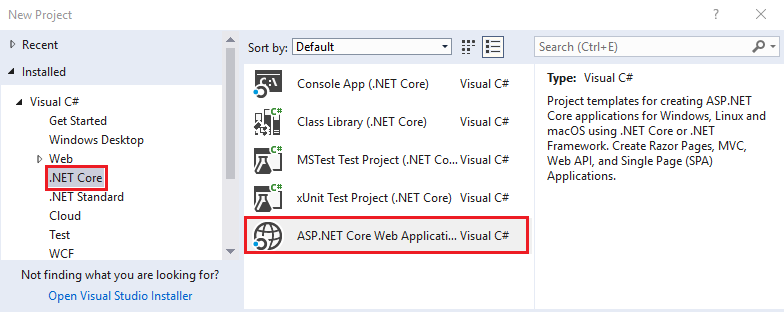 New Project
? ×
Recent
Installed
Visual C#
Get Started
Windows Desktop
Web
.NET Core
.NET Standard
Cloud
Test
WCF
Not finding what you are looking for?
Open Visual Studio Installer
Sort by: Default
Console App (.NET Core) Visual C#
C# Class Library (.NET Core) Visual C#
C# MSTest Test Project (.NET Co... Visual C#
C# xUnit Test Project (.NET Core) Visual C#
ASP.NET Core Web Applicati... Visual C#
Search (Ctrl+E)
Type: Visual C#
Project templates for creating ASP.NET
Core applications for Windows, Linux and
macOS using .NET Core or .NET
Framework. Create Razor Pages, MVC,
Web API, and Single Page (SPA)
Applications.